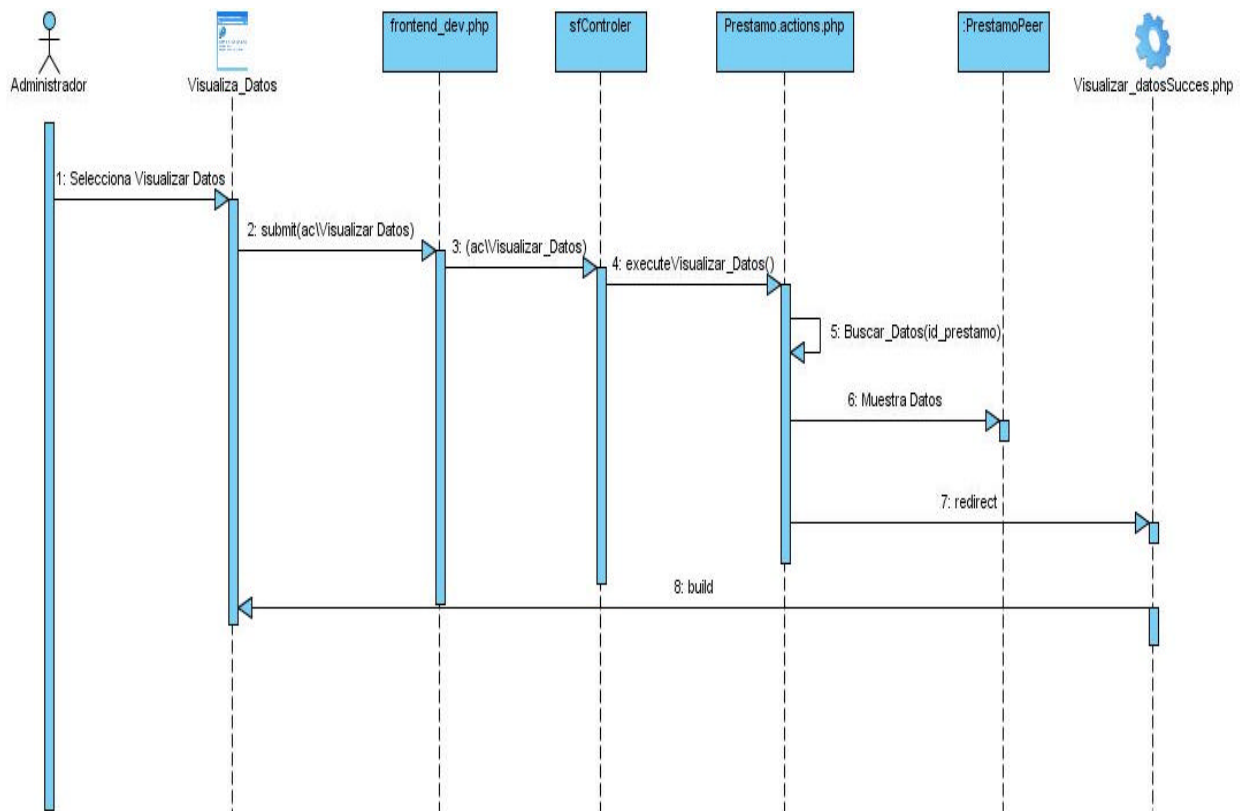 frontend_dev.php
sfControler
Prestamo.actions.php
:PrestamoPeer
Administrador
Visualiza_Datos
Visualizar_datosSucces.php
1: Selecciona Visualizar Datos
2: submit(ac\Visualizar Datos)
3: (ac\Visualizar_Datos)
4: executeVisualizar_Datos()
5: Buscar_Datos(id_prestamo)
6: Muestra Datos
7: redirect
8: build